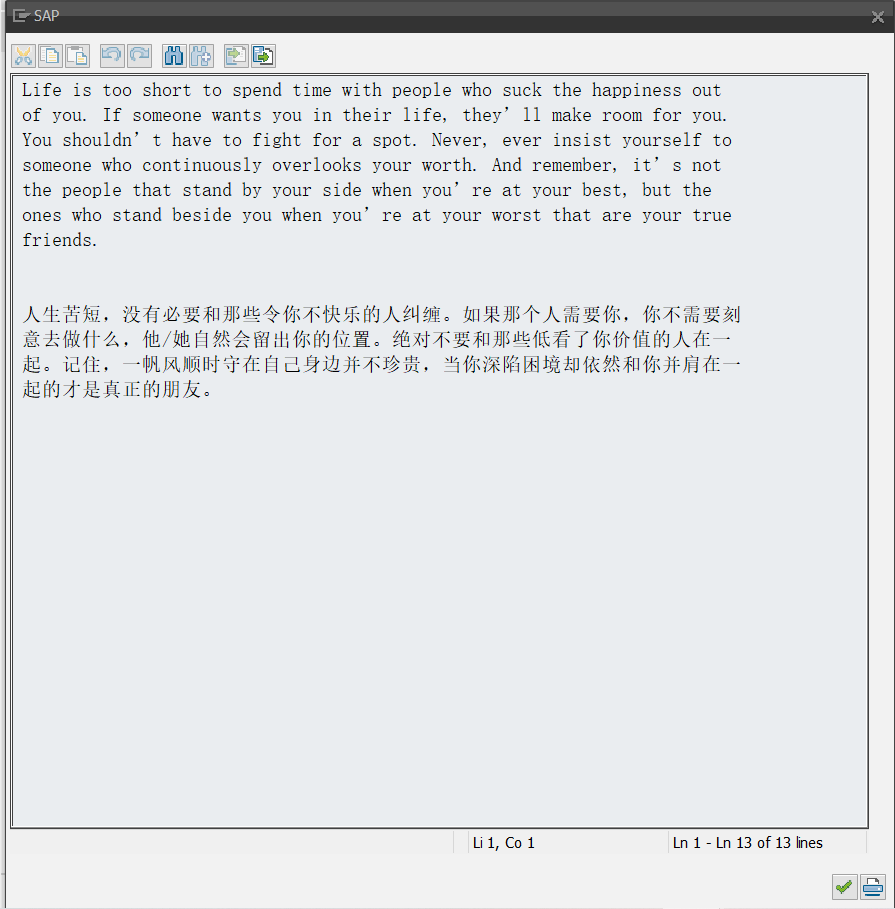 SAP
Life is too short to spend time with people who suck the happiness out
of you. If someone wants you in their life, they’ll make room for you.
You shouldn’t have to fight for a spot. Never, ever insist yourself to
someone who continuously overlooks your worth. And remember, it’s not
the people that stand by your side when you’re at your best, but the
ones who stand beside you when you’re at your worst that are your true
friends.
人生苦短，没有必要和那些令你不快乐的人纠缠。如果那个人需要你，你不需要刻
意去做什么，他/她自然会留出你的位置。绝对不要和那些低看了你价值的人在一
起。记住，一帆风顺时守在自己身边并不珍贵，当你深陷困境却依然和你并肩在一
起的才是真正的朋友。
Li 1, Co 1
Ln 1 - Ln 13 of 13 lines